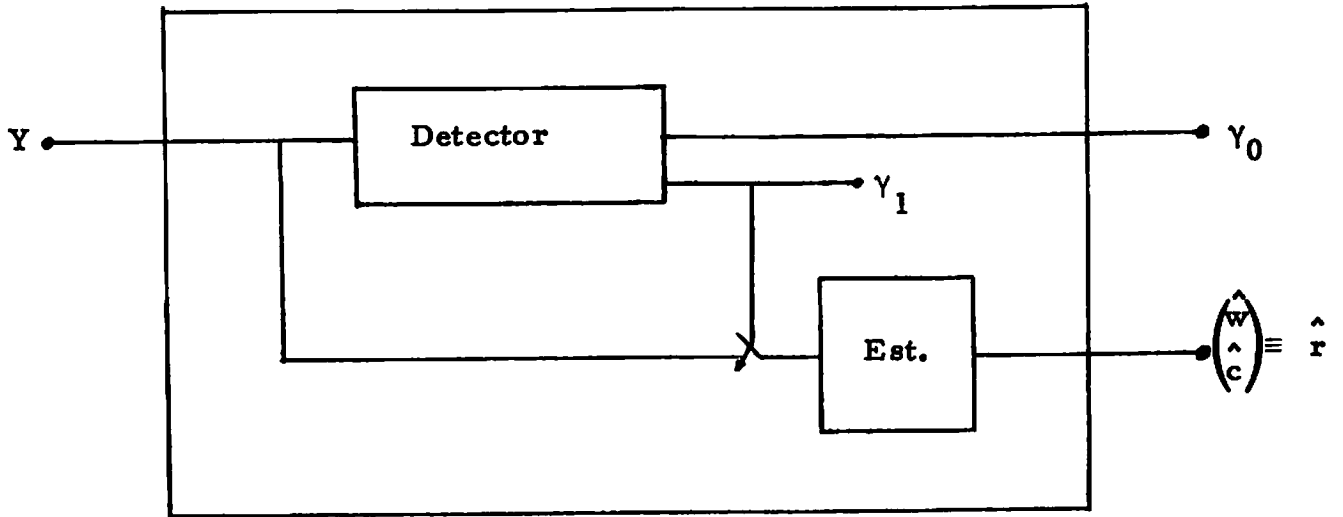 Y
Detector
γ₀
γ₁
Est.
(ŵ
ĉ) ≡ r̂